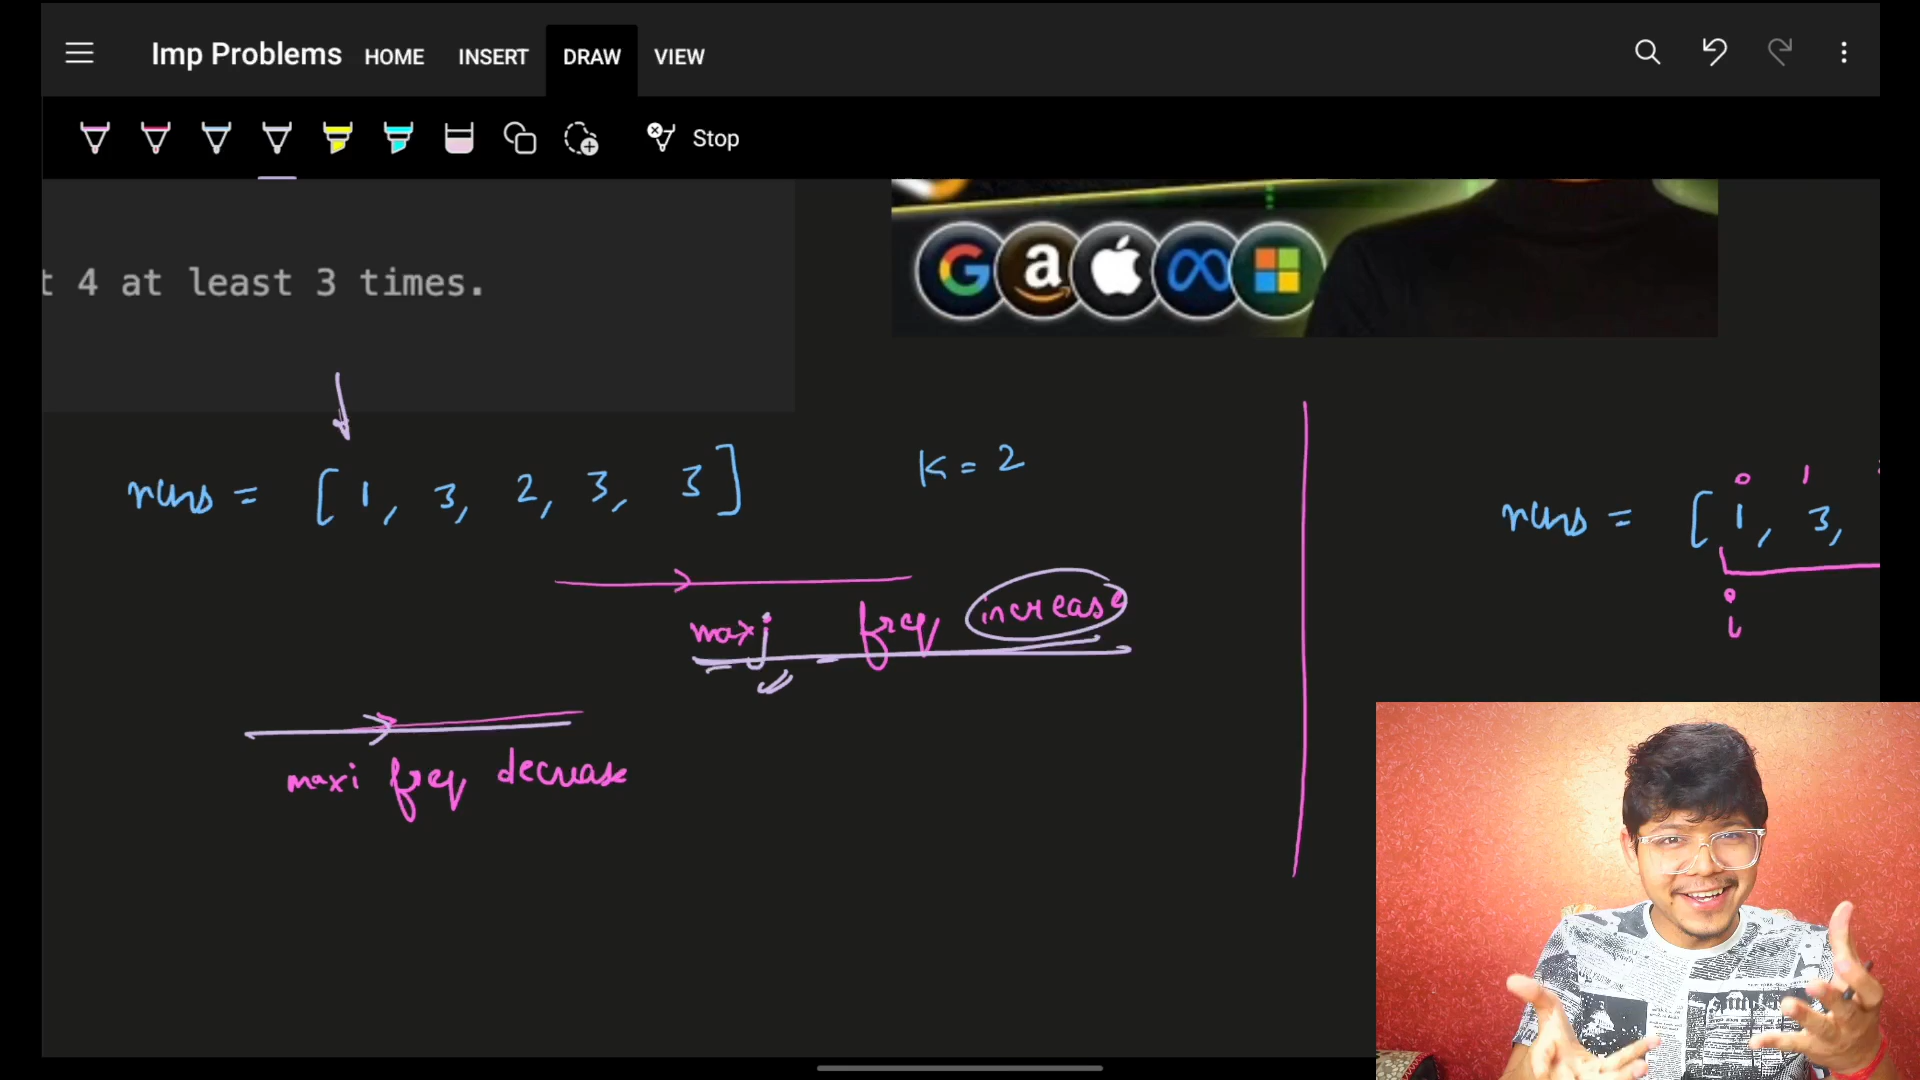 Imp Problems HOME INSERT DRAW VIEW
Stop
t 4 at least 3 times.
nums = [1, 3, 2, 3, 3] K = 2
maxi freq increase
maxi freq decrease
0 1
nums = [1, 3,
i